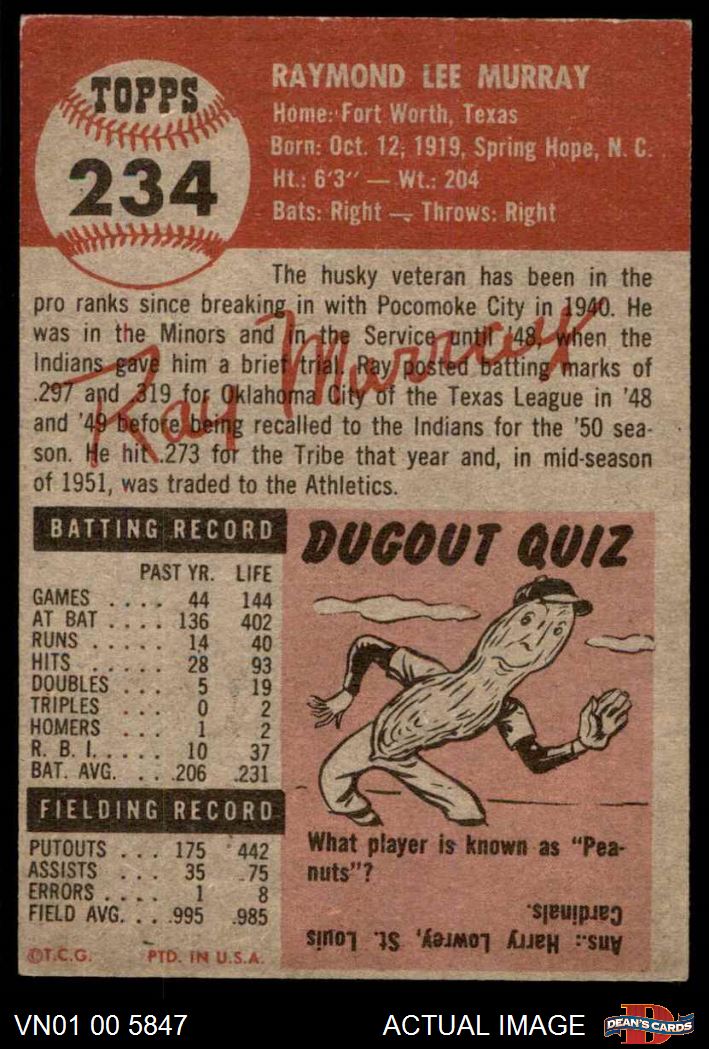 TOPPS
234
RAYMOND LEE MURRAY
Home: Fort Worth, Texas
Born: Oct. 12, 1919, Spring Hope, N. C.
Ht.: 6'3" — Wt.: 204
Bats: Right — Throws: Right
The husky veteran has been in the
pro ranks since breaking in with Pocomoke City in 1940. He
was in the Minors and in the Service until '48, when the
Indians gave him a brief trial. Ray posted batting marks of
.297 and .319 for Oklahoma City of the Texas League in '48
and '49 before being recalled to the Indians for the '50 sea-
son. He hit .273 for the Tribe that year and, in mid-season
of 1951, was traded to the Athletics.
Ray Murray
BATTING RECORD
PAST YR. LIFE
GAMES .... 44 144
AT BAT .... 136 402
RUNS .... 14 40
HITS ..... 28 93
DOUBLES ... 5 19
TRIPLES ... 0 2
HOMERS ... 1 2
R. B. I. .... 10 37
BAT. AVG. ... .206 .231
FIELDING RECORD
PUTOUTS ... 175 442
ASSISTS ... 35 75
ERRORS .... 1 8
FIELD AVG. ... .995 .985
©T.C.G. PTD. IN U.S.A.
DUGOUT QUIZ
What player is known as "Pea-
nuts"?
Ans.: Harry Lowrey, St. Louis
Cardinals.
VN01 00 5847 ACTUAL IMAGE
D
DEAN'S CARDS